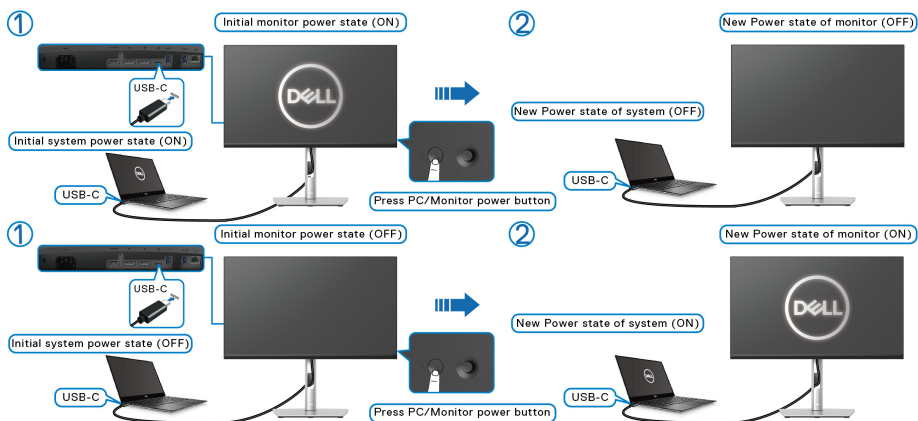 1
Initial monitor power state (ON)
2
New Power state of monitor (OFF)
USB-C
DELL
New Power state of system (OFF)
Initial system power state (ON)
DELL
USB-C
USB-C
Press PC/Monitor power button
1
Initial monitor power state (OFF)
2
New Power state of monitor (ON)
USB-C
DELL
New Power state of system (ON)
Initial system power state (OFF)
DELL
USB-C
USB-C
Press PC/Monitor power button